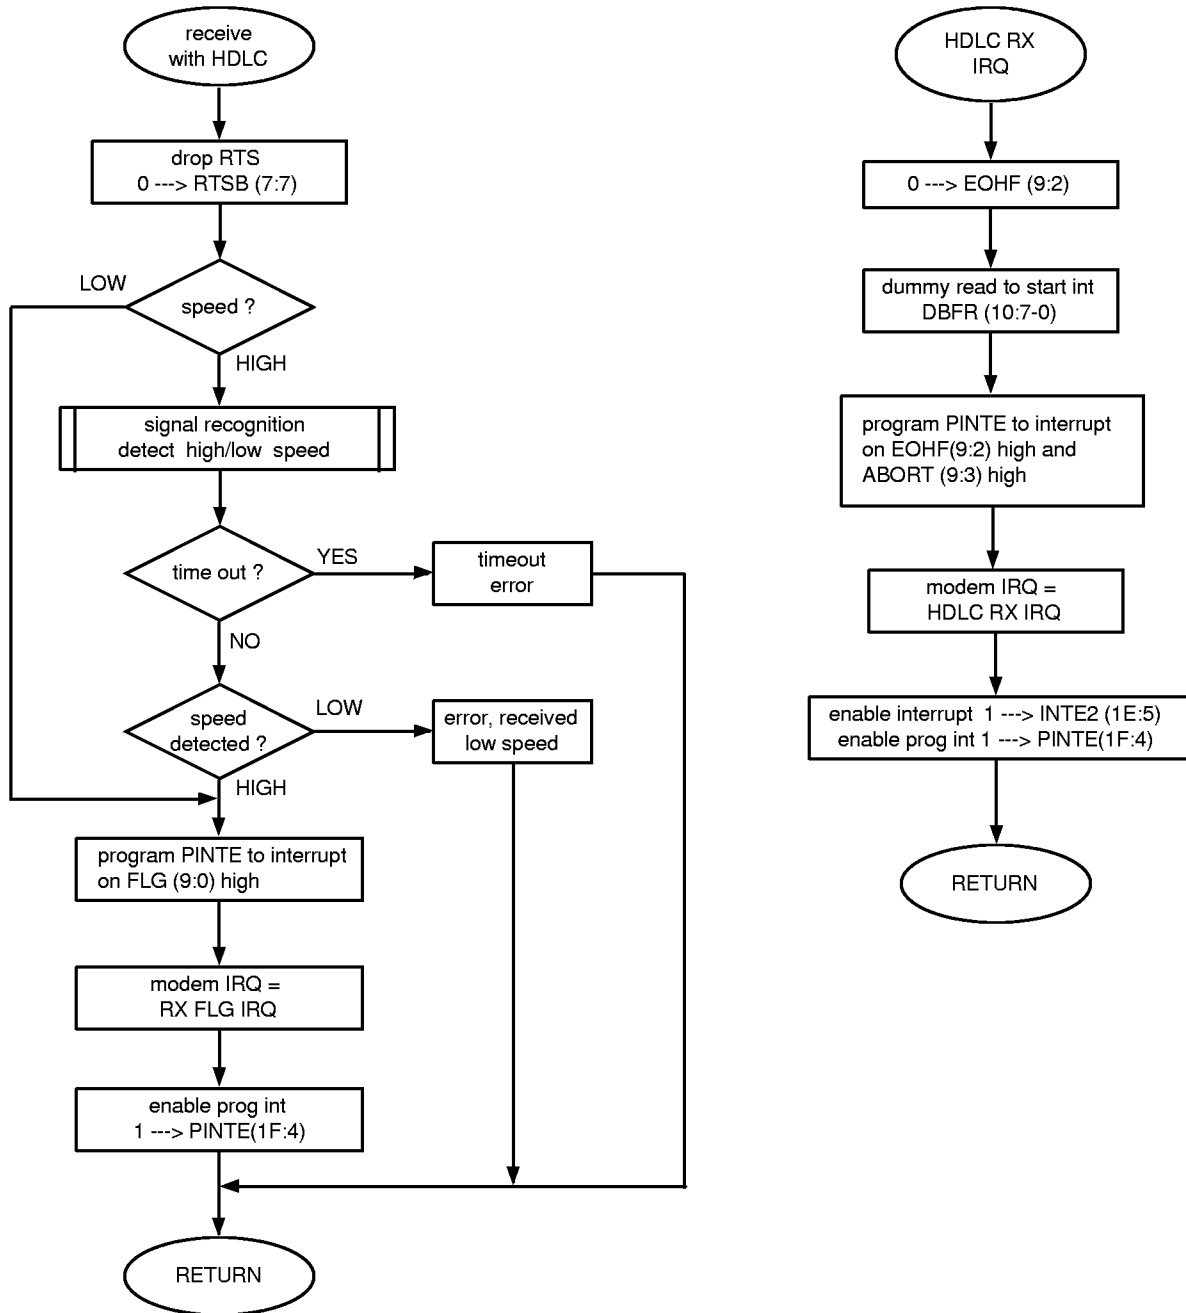 receive
with HDLC
drop RTS
0 ---> RTSB (7:7)
LOW
speed ?
HIGH
signal recognition
detect high/low speed
time out ?
YES
timeout
error
NO
speed
detected ?
LOW
error, received
low speed
HIGH
program PINTE to interrupt
on FLG (9:0) high
modem IRQ =
RX FLG IRQ
enable prog int
1 ---> PINTE(1F:4)
RETURN
HDLC RX
IRQ
0 ---> EOHF (9:2)
dummy read to start int
DBFR (10:7-0)
program PINTE to interrupt
on EOHF(9:2) high and
ABORT (9:3) high
modem IRQ =
HDLC RX IRQ
enable interrupt 1 ---> INTE2 (1E:5)
enable prog int 1 ---> PINTE(1F:4)
RETURN